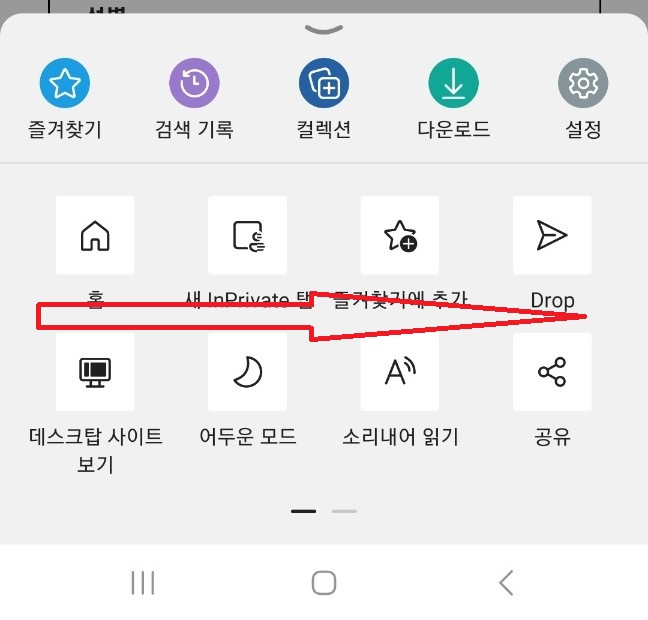 즐겨찾기 검색 기록 컬렉션 다운로드 설정
홈 새 InPrivate 탭 즐겨찾기에 추가 Drop
데스크탑 사이트 어두운 모드 소리내어 읽기 공유
보기